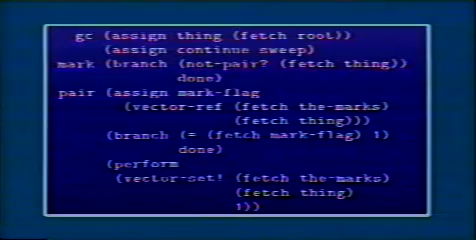 gc (assign thing (fetch root))
(assign continue sweep)
mark (branch (not-pair? (fetch thing))
done)
pair (assign mark-flag
(vector-ref (fetch the-marks)
(fetch thing)))
(branch (= (fetch mark-flag) 1)
done)
(perform
(vector-set! (fetch the-marks)
(fetch thing)
1))